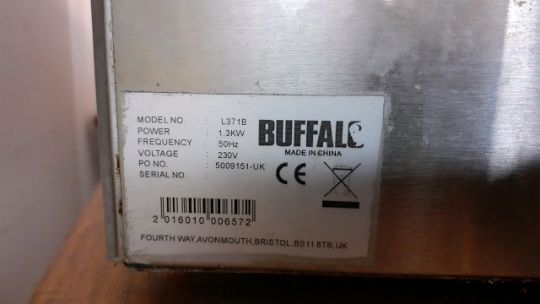 MODEL NO. : L371B
POWER : 1.3KW
FREQUENCY : 50Hz
VOLTAGE : 230V
PO NO. : 5009151-UK
SERIAL NO. :
BUFFALO
MADE IN CHINA
CE
2 016010 006572
FOURTH WAY,AVONMOUTH,BRISTOL,BS11 8TB,UK